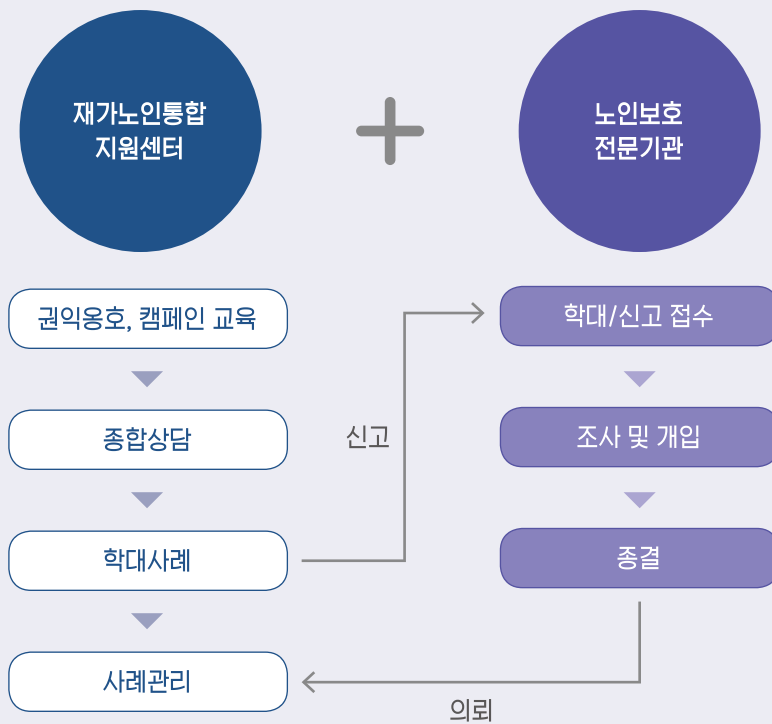 재가노인통합
지원센터
노인보호
전문기관
권익옹호, 캠페인 교육
종합상담
학대사례
사례관리
신고
학대/신고 접수
조사 및 개입
종결
의뢰